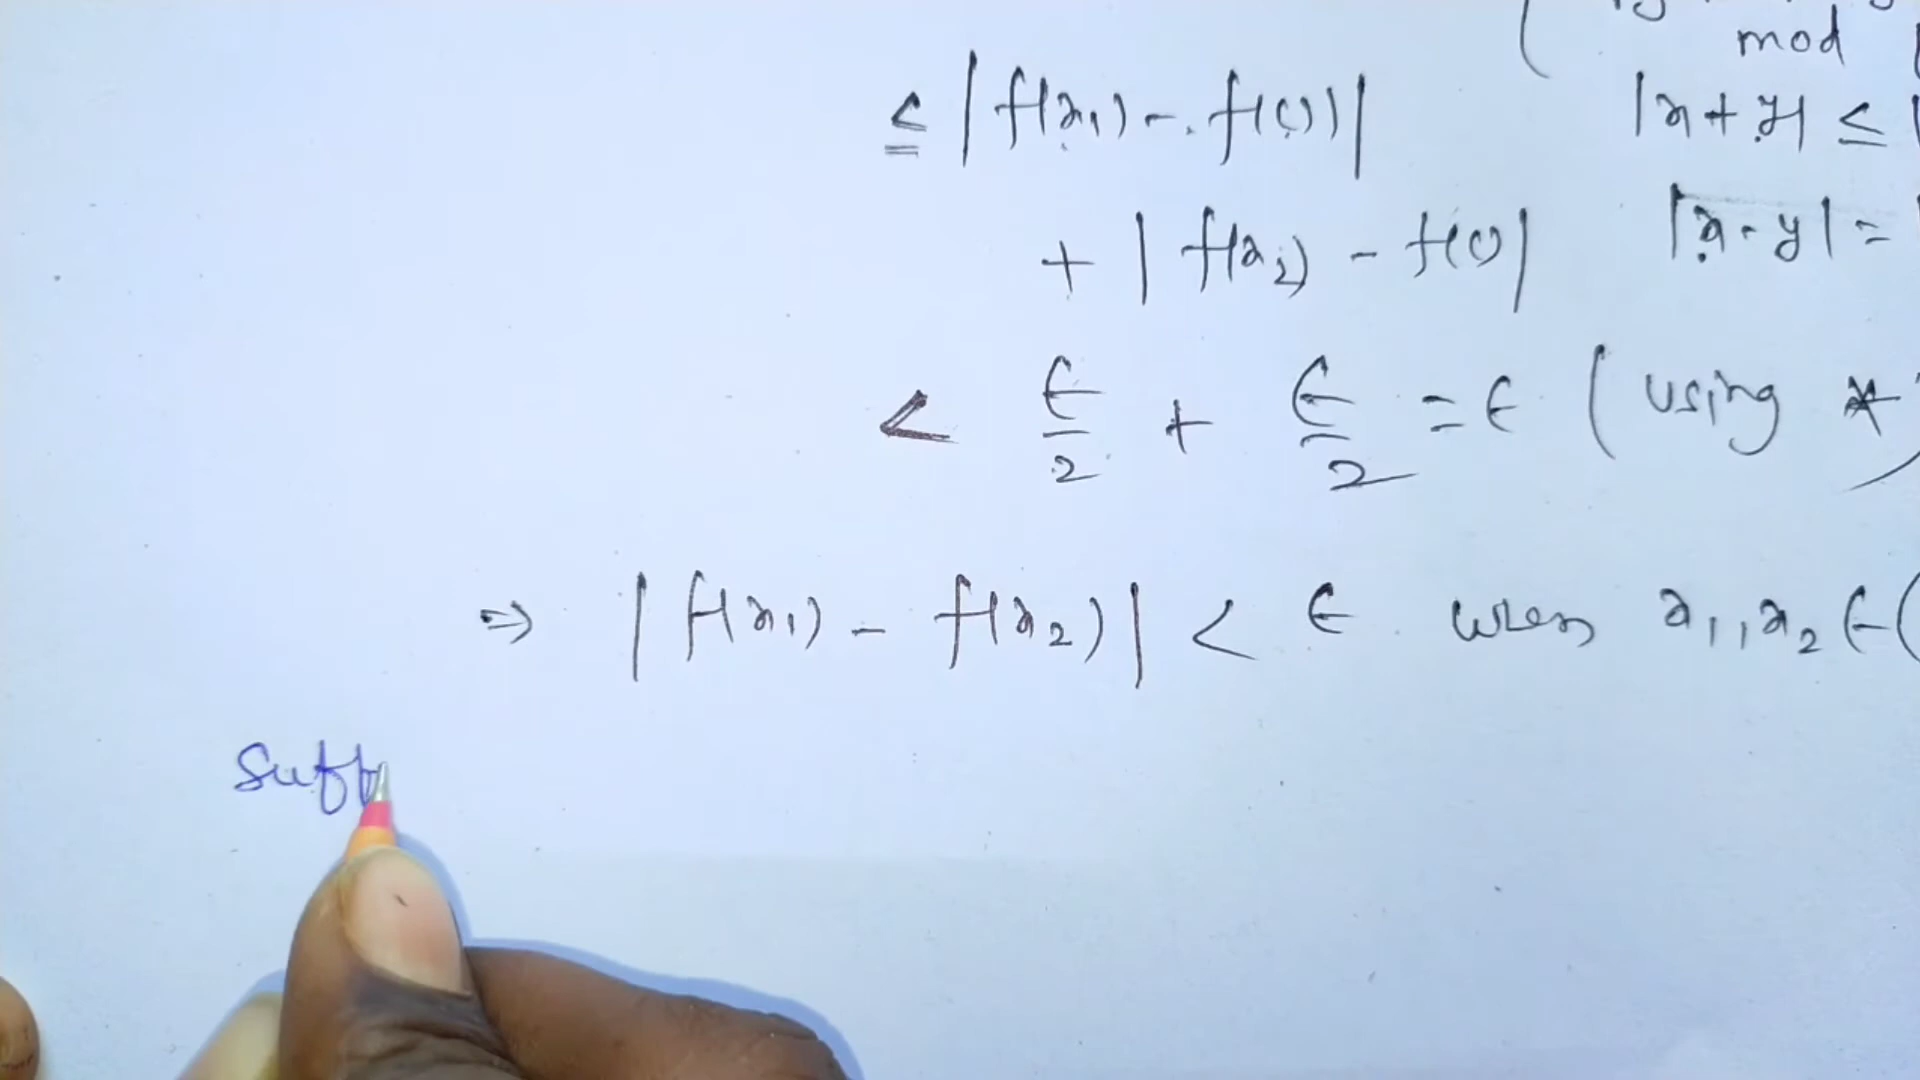 mod
≤ | f(x₁) - f(c) | |x + y| ≤ |
+ | f(x₂) - f(c) | |x - y| = |
< ϵ/2 + ϵ/2 = ϵ (using *)
⇒ | f(x₁) - f(x₂) | < ϵ when x₁, x₂ ∈ (
Suff